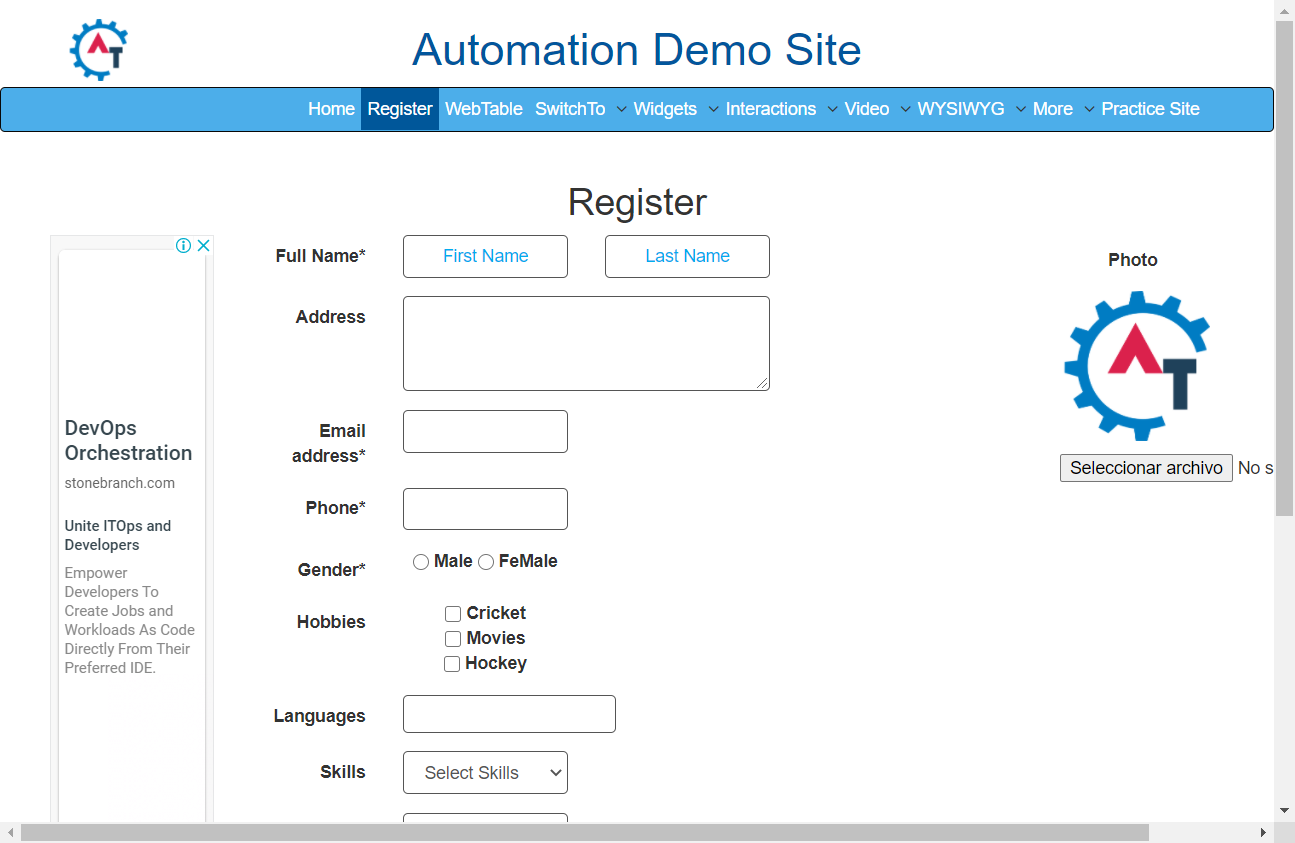 Automation Demo Site
Home Register WebTable SwitchTo Widgets Interactions Video WYSIWYG More Practice Site
Register
Full Name* First Name Last Name
Address
Email
address*
Phone*
Gender* Male FeMale
Hobbies
Cricket
Movies
Hockey
Languages
Skills Select Skills
Photo
AT
Seleccionar archivo No s
DevOps
Orchestration
stonebranch.com
Unite ITOps and
Developers
Empower
Developers To
Create Jobs and
Workloads As Code
Directly From Their
Preferred IDE.